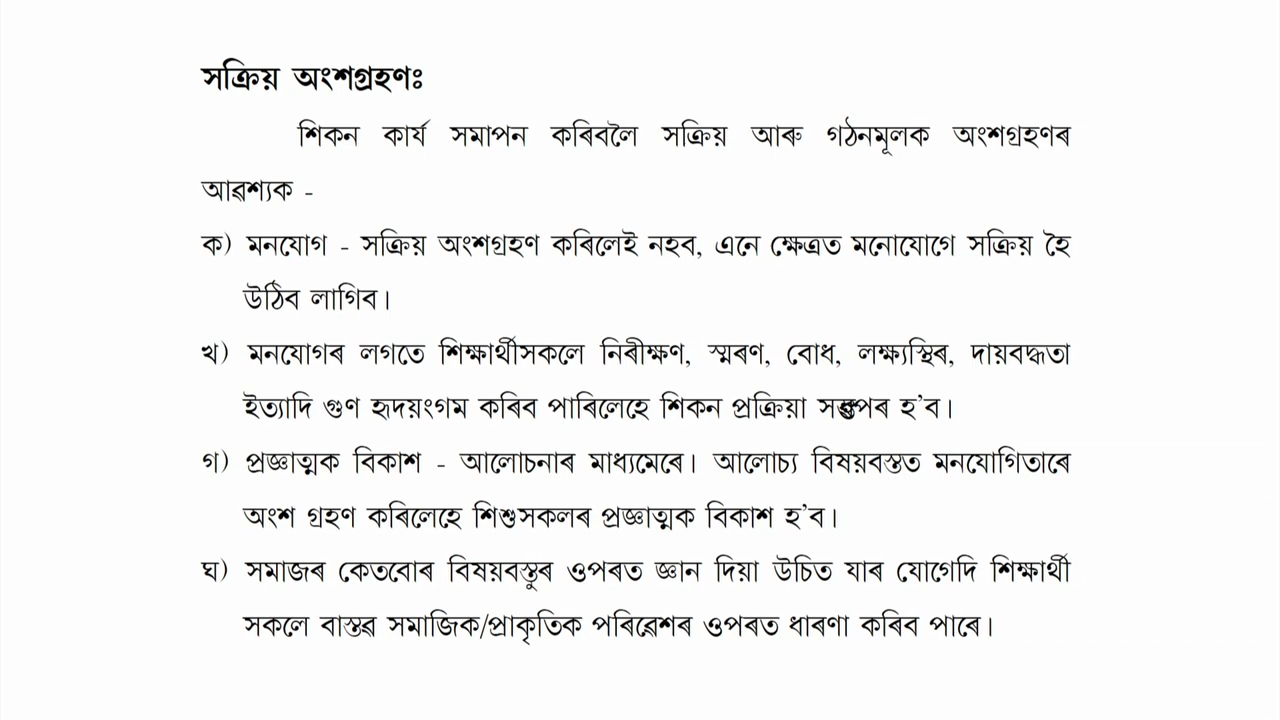 সক্ৰিয় অংশগ্ৰহণঃ
শিকন কাৰ্য সমাপন কৰিবলৈ সক্ৰিয় আৰু গঠনমূলক অংশগ্ৰহণৰ
আৱশ্যক -
ক) মনযোগ - সক্ৰিয় অংশগ্ৰহণ কৰিলেই নহব, এনে ক্ষেত্ৰত মনোযোগে সক্ৰিয় হৈ
উঠিব লাগিব।
খ) মনযোগৰ লগতে শিক্ষাৰ্থীসকলে নিৰীক্ষণ, স্মৰণ, বোধ, লক্ষ্যস্থিৰ, দায়বদ্ধতা
ইত্যাদি গুণ হৃদয়ংগম কৰিব পাৰিলেহে শিকন প্ৰক্ৰিয়া হ’ব।
গ) প্ৰজ্ঞাত্মক বিকাশ - আলোচনাৰ মাধ্যমেৰে। আলোচ্য বিষয়বস্তত মনযোগিতাৰে
অংশ গ্ৰহণ কৰিলেহে শিশুসকলৰ প্ৰজ্ঞাত্মক বিকাশ হ’ব।
ঘ) সমাজৰ কেতবোৰ বিষয়বস্তুৰ ওপৰত জ্ঞান দিয়া উচিত যাৰ যোগেদি শিক্ষাৰ্থী
সকলে বাস্তৱ সমাজিক/প্ৰাকৃতিক পৰিৱেশৰ ওপৰত ধাৰণা কৰিব পাৰে।